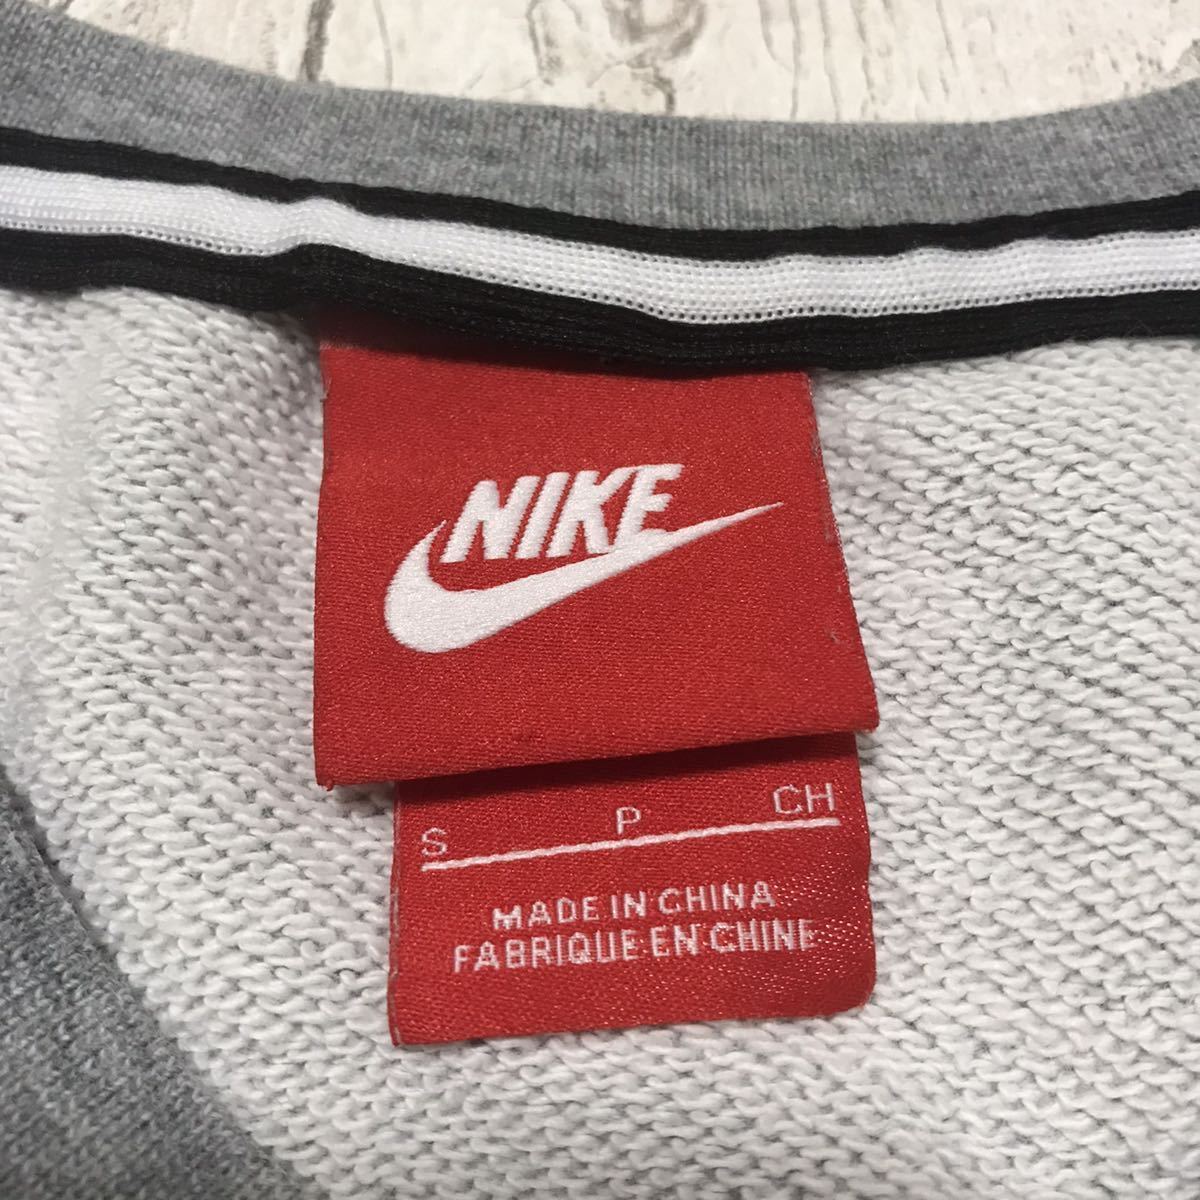 NIKE
S P CH
MADE IN CHINA
FABRIQUE EN CHINE